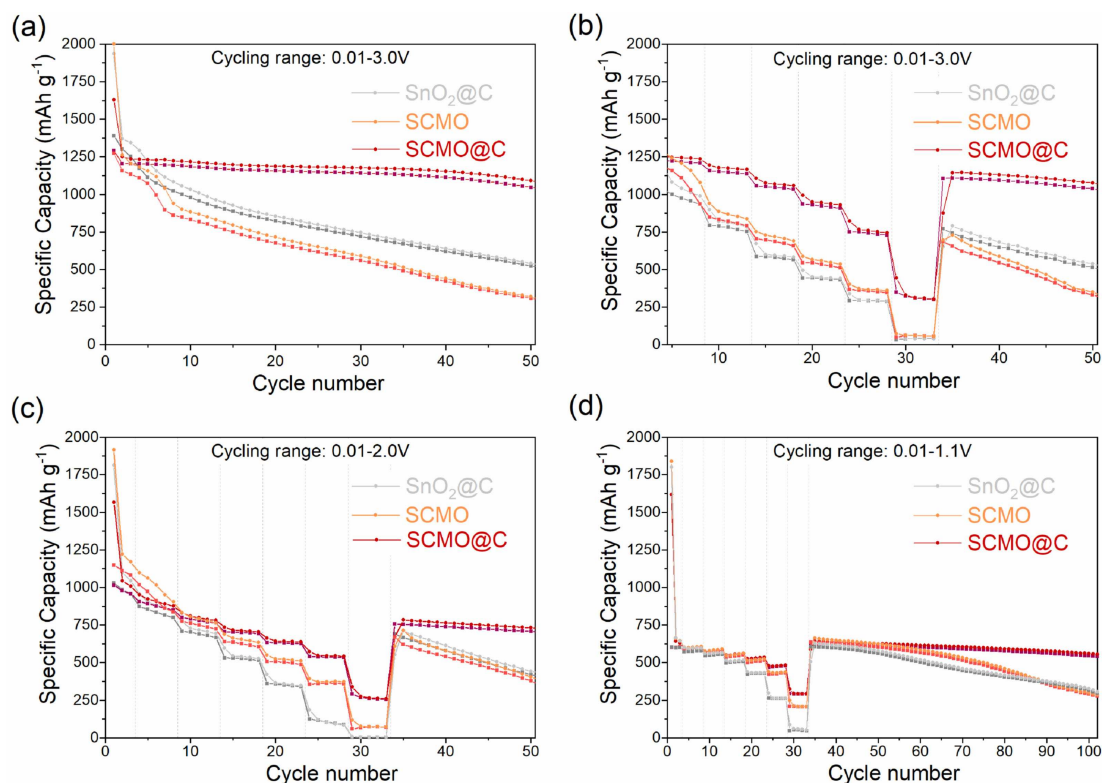 (a)
Cycling range: 0.01-3.0V
SnO₂@C
SCMO
SCMO@C
Specific Capacity (mAh g⁻¹)
2000
1750
1500
1250
1000
750
500
250
0
10
20
30
40
50
Cycle number
(b)
Cycling range: 0.01-3.0V
SnO₂@C
SCMO
SCMO@C
Specific Capacity (mAh g⁻¹)
2000
1750
1500
1250
1000
750
500
250
0
10
20
30
40
50
Cycle number
(c)
Cycling range: 0.01-2.0V
SnO₂@C
SCMO
SCMO@C
Specific Capacity (mAh g⁻¹)
2000
1750
1500
1250
1000
750
500
250
0
10
20
30
40
50
Cycle number
(d)
Cycling range: 0.01-1.1V
SnO₂@C
SCMO
SCMO@C
Specific Capacity (mAh g⁻¹)
2000
1750
1500
1250
1000
750
500
250
0
0
10
20
30
40
50
60
70
80
90
100
Cycle number